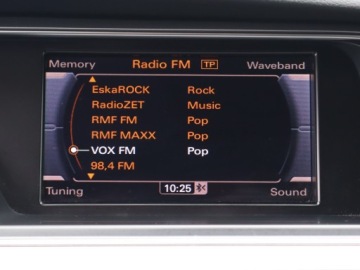 Memory Radio FM TP Waveband
EskaROCK Rock
RadioZET Music
RMF FM Pop
RMF MAXX Pop
VOX FM Pop
98,4 FM
Tuning 10:25 Sound